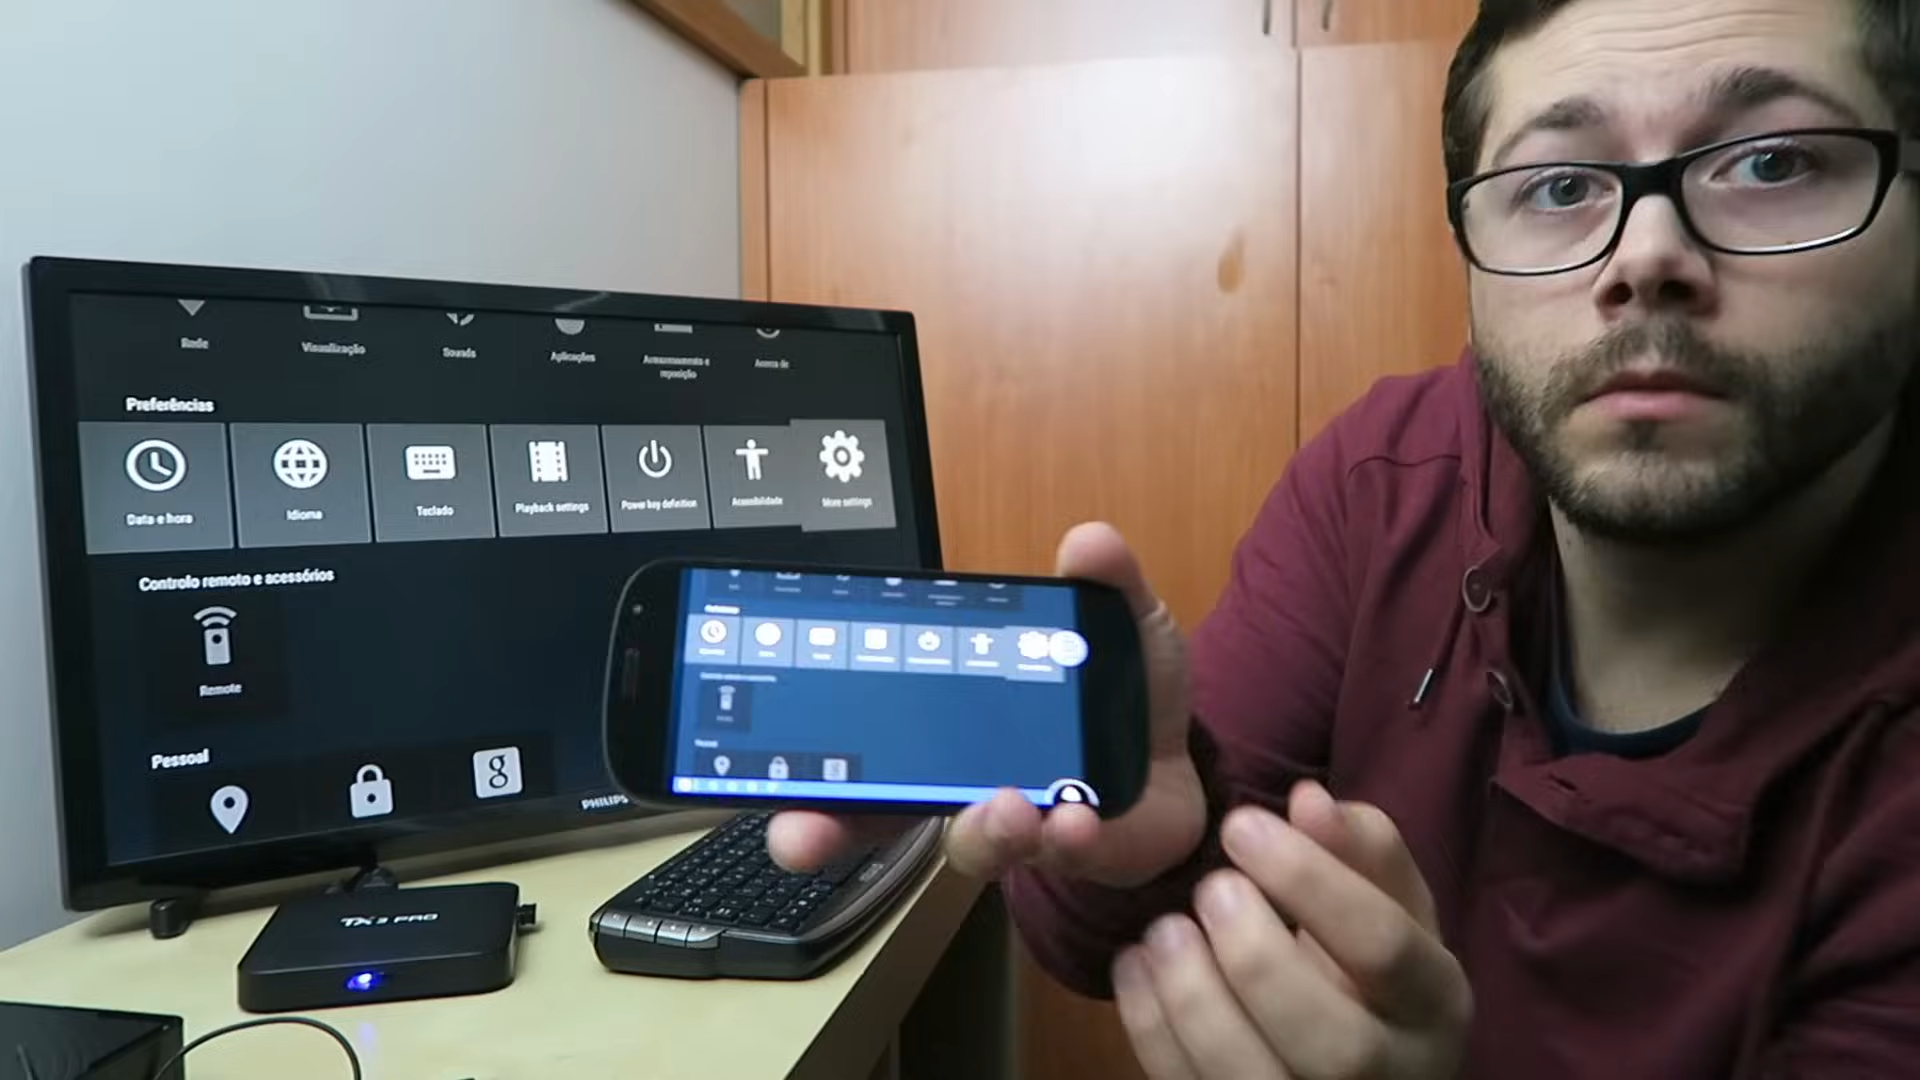 Rede
Visualização
Sounds
Aplicações
Armazenamento e
reposição
Acerca de
Preferências
Data e hora
Idioma
Teclado
Playback settings
Power key definition
Acessibilidade
More settings
Controlo remoto e acessórios
Remote
Pessoal
g
PHILIPS
TX3 PRO